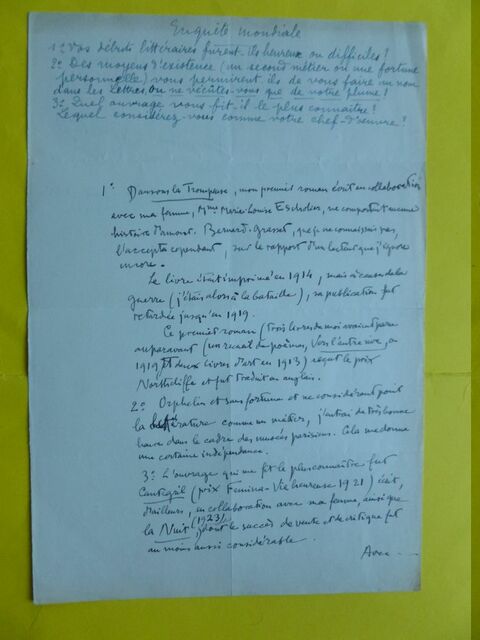 Enquête mondiale
1º Vos débuts littéraires furent-ils heureux ou difficiles?
2º Des moyens d'existence (un second métier ou une fortune
personnelle) vous permirent-ils de vous faire un nom
dans les lettres ou ne vécûtes-vous que de votre plume?
3º Quel ouvrage vous fit-il le plus connaître?
Lequel considérez-vous comme votre chef-d'œuvre?
1º Dansons la Trompeuse, mon premier roman écrit en collaboration
avec ma femme, Mme Marie-Louise Escholier, ne comportait aucune
histoire d'amour. Bernard Grasset, que je ne connaissais pas,
l'accepta cependant, sur le rapport d'un lecteur que j'ignore
encore.
Le livre était imprimé en 1914, mais à cause de la
guerre (j'étais alors à la bataille), sa publication fut
retardée jusqu'en 1919.
Ce premier roman (trois livres de moi avaient paru
auparavant (un recueil de poèmes, Vers l'autre rive, en
et deux livres d'art en 1913) reçut le prix
Northcliffe et fut traduit en anglais.
2º Orphelin et sans fortune et ne considérant point
la littérature comme un métier, j'entrai de très bonne
heure dans le cadre des musées parisiens. Cela me donna
une certaine indépendance.
3º L'ouvrage qui me fit le plus connaître fut
Cantegril (prix Femina-Vie heureuse 1921) écrit,
d'ailleurs, en collaboration avec ma femme, ainsi que
la Nuit (1923), dont le succès de vente et de critique fut
au moins aussi considérable.